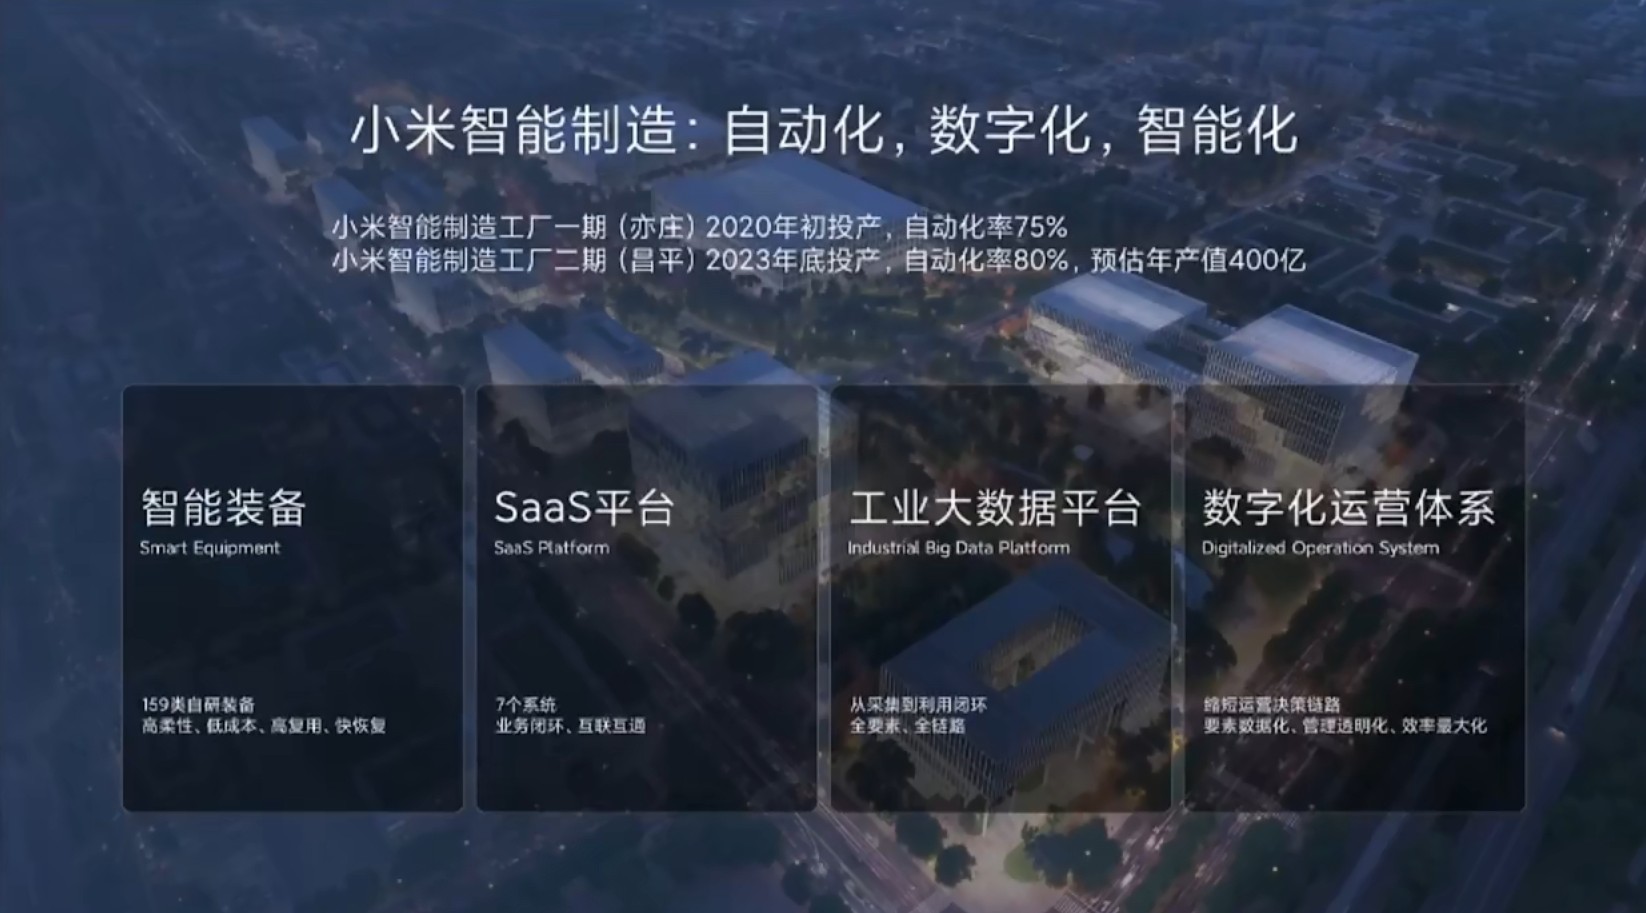 小米智能制造：自动化，数字化，智能化
小米智能制造工厂一期（亦庄）2020年初投产，自动化率75%
小米智能制造工厂二期（昌平）2023年底投产，自动化率80%，预估年产值400亿
智能装备
Smart Equipment
159类自研装备
高柔性、低成本、高复用、快恢复
SaaS平台
SaaS Platform
7个系统
业务闭环、互联互通
工业大数据平台
Industrial Big Data Platform
从采集到利用闭环
全要素、全链路
数字化运营体系
Digitalized Operation System
缩短运营决策链路
要素数据化、管理透明化、效率最大化